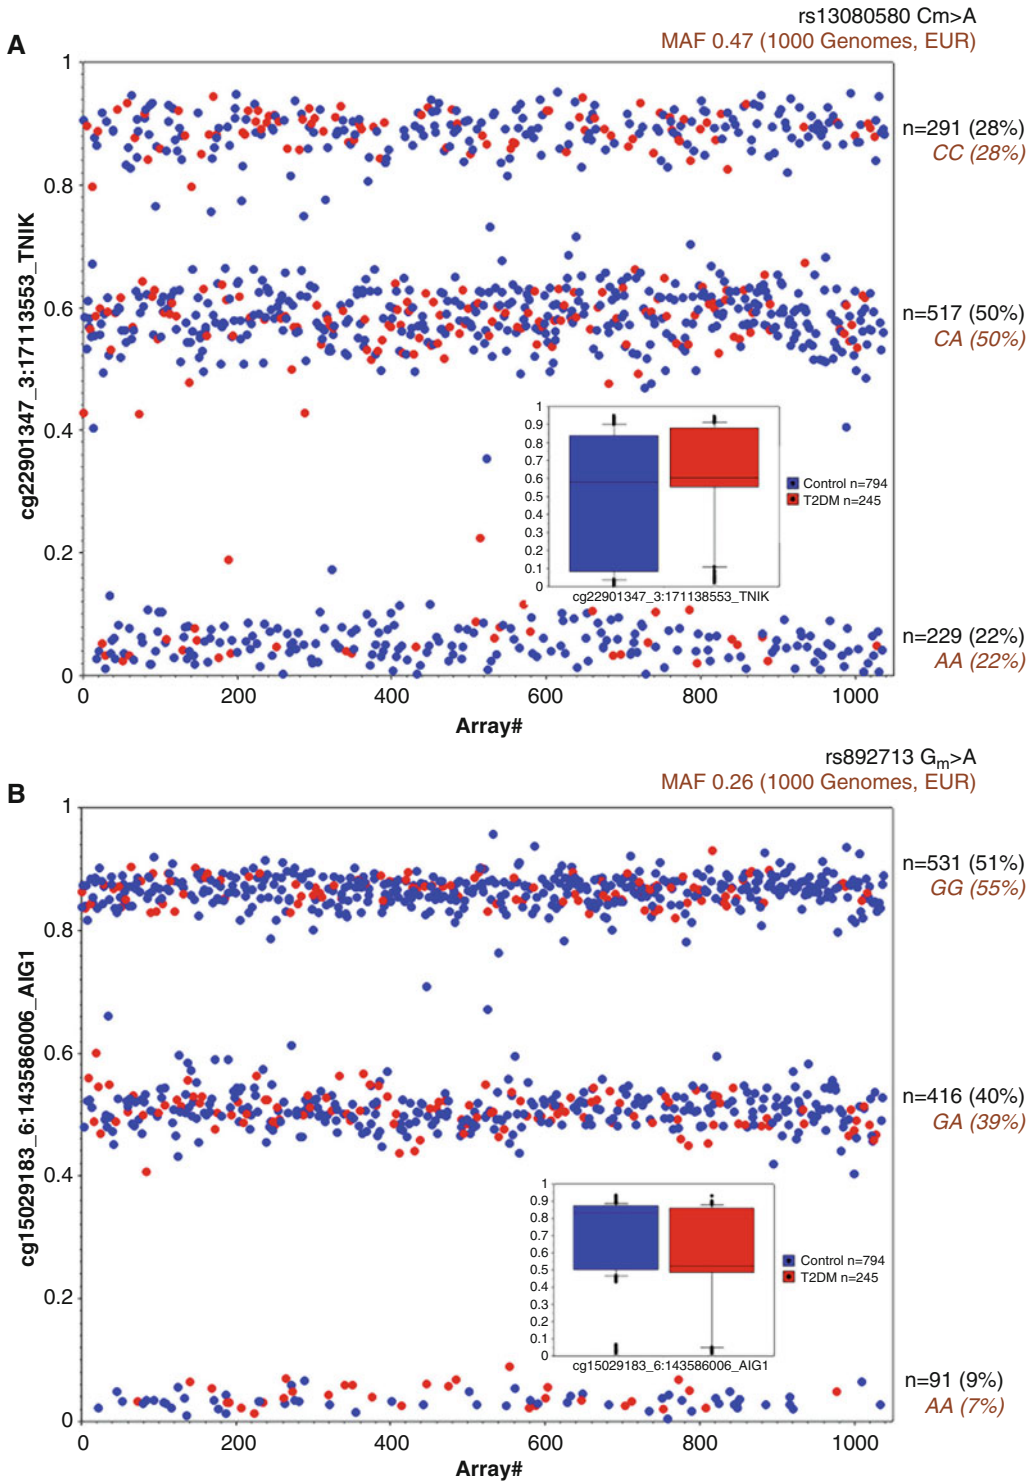 rs13080580 Cm>A
MAF 0.47 (1000 Genomes, EUR)
A
cg22901347_3:171113553_TNIK
1
0.8
0.6
0.4
0.2
0
n=291 (28%)
CC (28%)
n=517 (50%)
CA (50%)
n=229 (22%)
AA (22%)
1
0.9
0.8
0.7
0.6
0.5
0.4
0.3
0.2
0.1
0
cg22901347_3:171138553_TNIK
Control n=794
T2DM n=245
0 200 400 600 800 1000
Array#
rs892713 Gm>A
MAF 0.26 (1000 Genomes, EUR)
B
cg15029183_6:143586006_AIG1
1
0.8
0.6
0.4
0.2
0
n=531 (51%)
GG (55%)
n=416 (40%)
GA (39%)
n=91 (9%)
AA (7%)
1
0.9
0.8
0.7
0.6
0.5
0.4
0.3
0.2
0.1
0
cg15029183_6:143586006_AIG1
Control n=794
T2DM n=245
0 200 400 600 800 1000
Array#